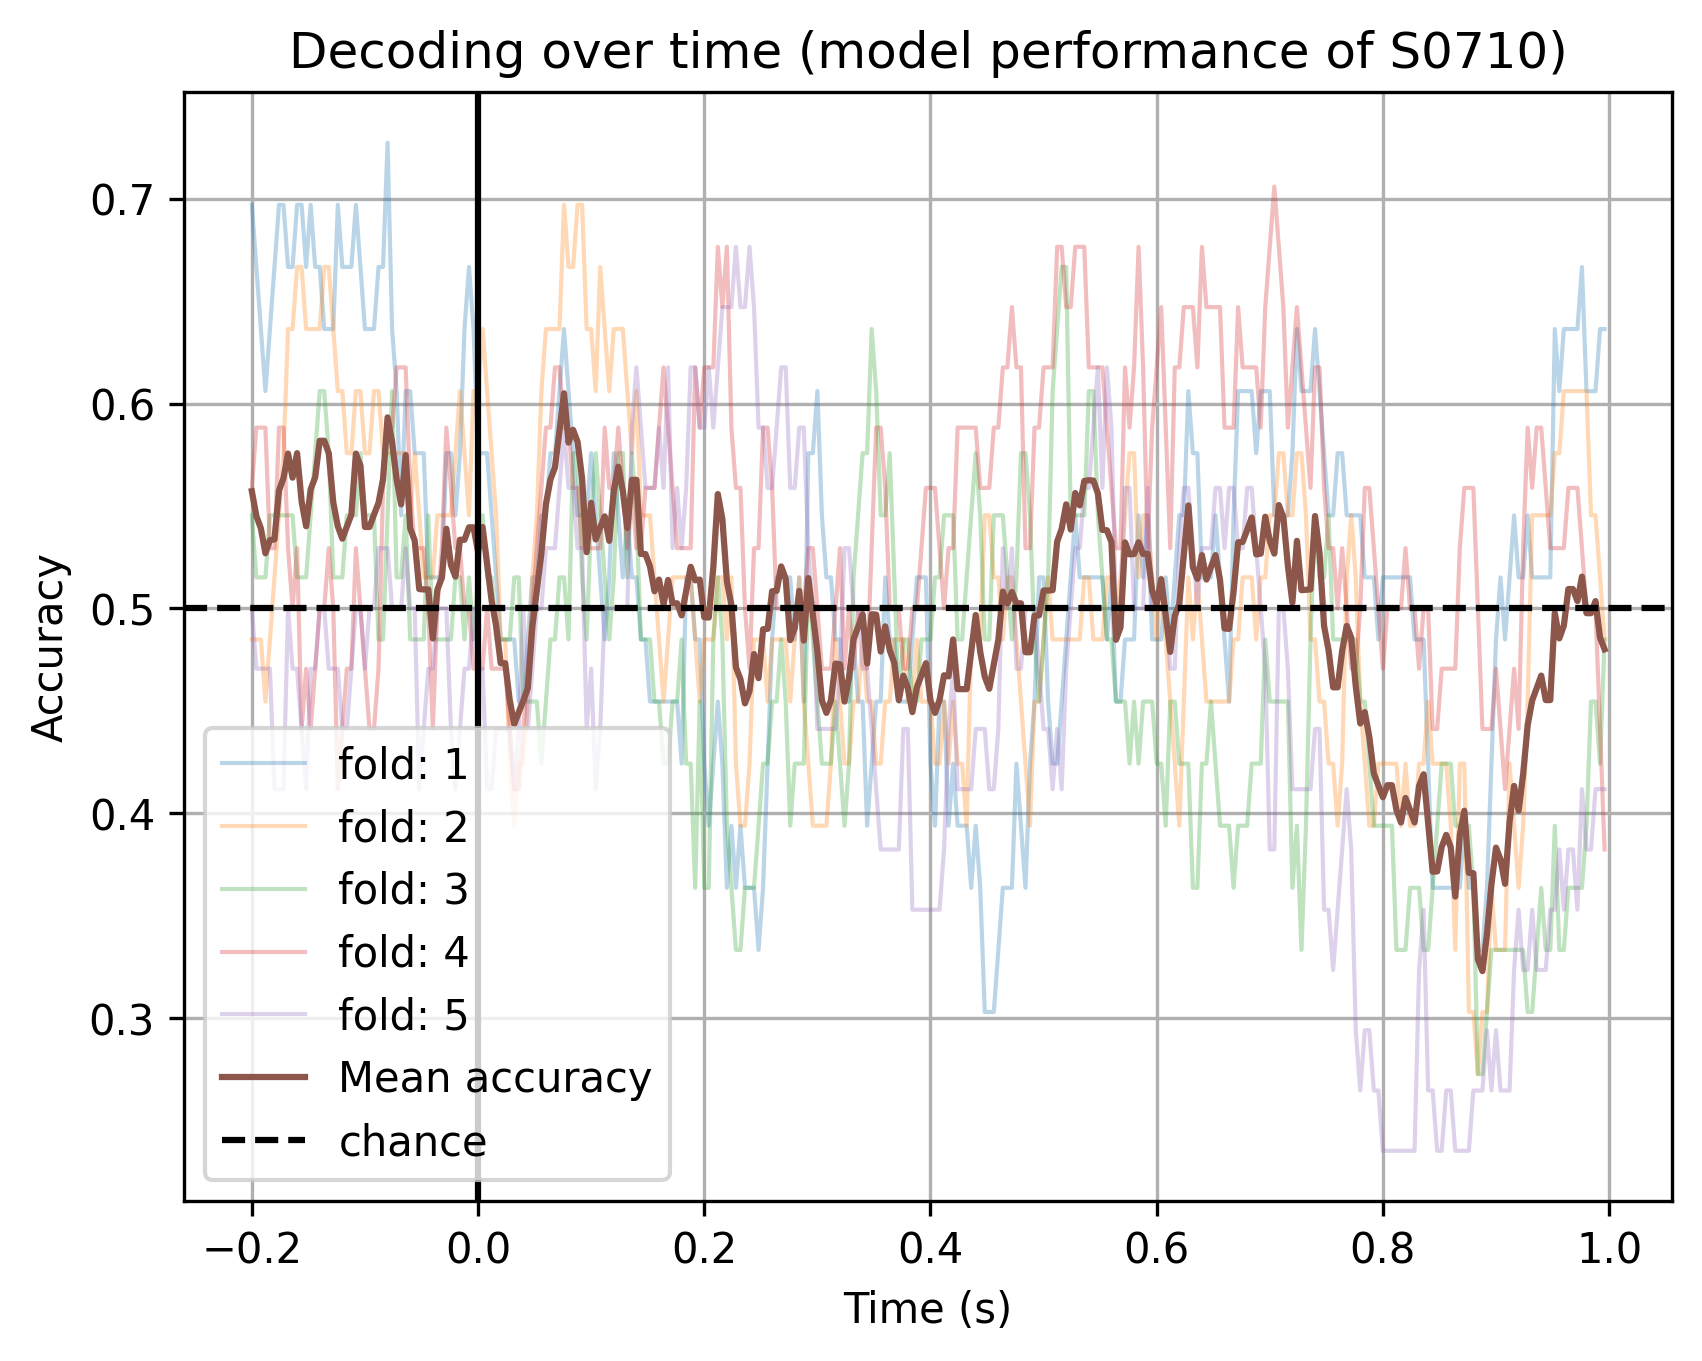 Decoding over time (model performance of S0710)
Accuracy
0.7
0.6
0.5
0.4
0.3
fold: 1
fold: 2
fold: 3
fold: 4
fold: 5
Mean accuracy
chance
−0.2 0.0 0.2 0.4 0.6 0.8 1.0
Time (s)